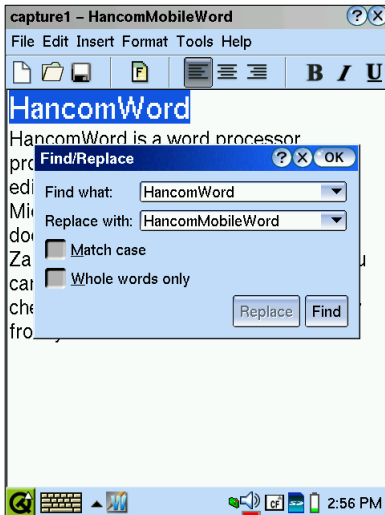 capture1 – HancomMobileWord
?
X
File Edit Insert Format Tools Help
F
B I U
HancomWord
HancomWord is a word processor
Find/Replace
?
X
OK
Find what:
HancomWord
Replace with:
HancomMobileWord
Match case
Whole words only
Replace
Find
CF
2:56 PM